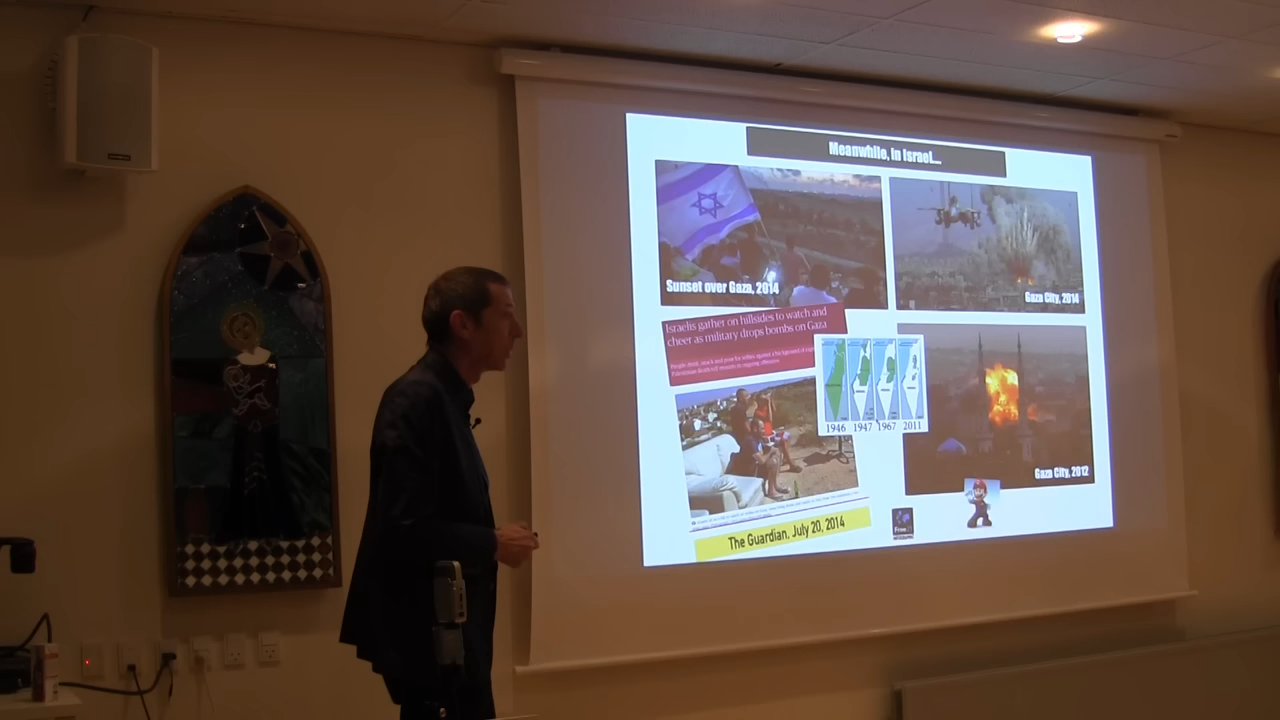 Meanwhile, in Israel...
Sunset over Gaza, 2014
Gaza City, 2014
Israelis gather on hillsides to watch and
cheer as military drops bombs on Gaza
1946 1947 1967 2011
Gaza City, 2012
The Guardian, July 20, 2014
Free